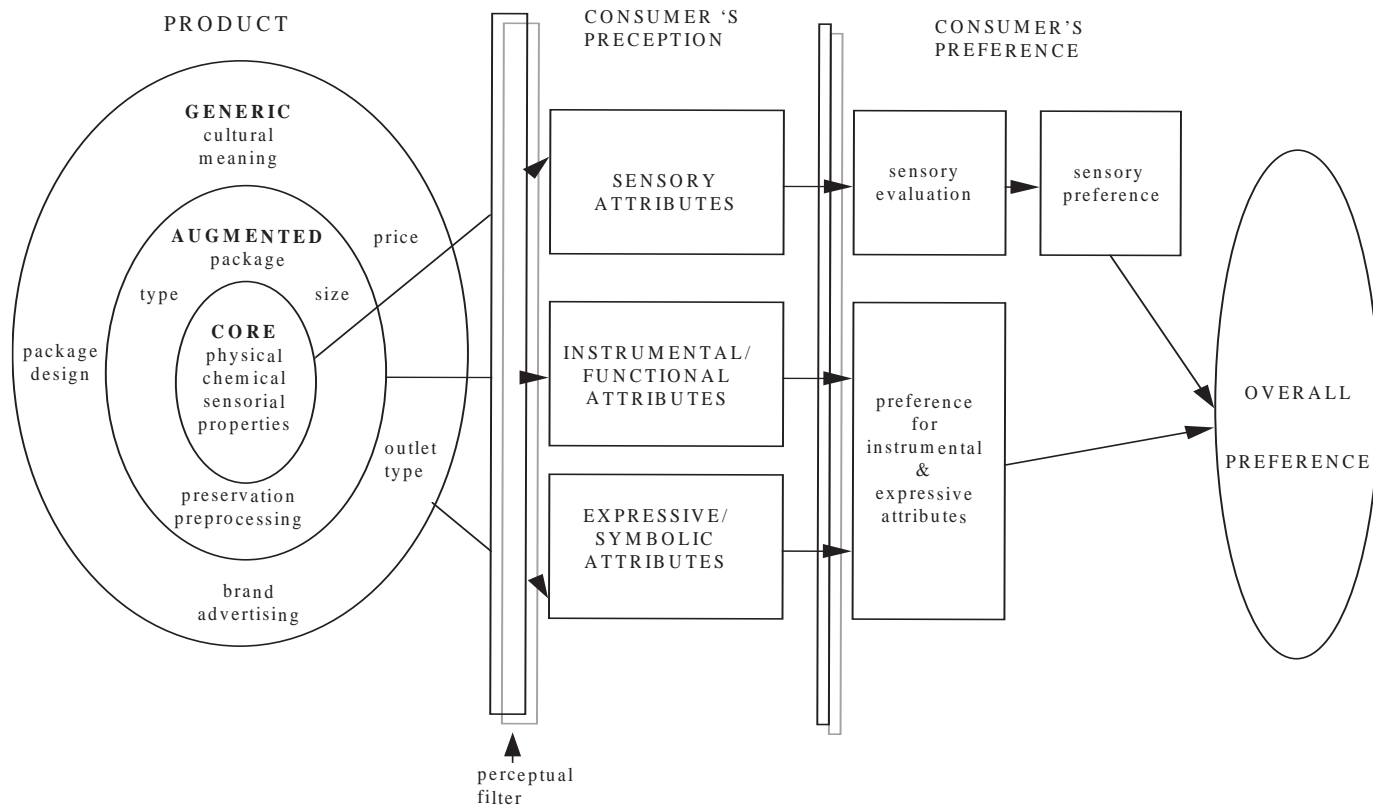 PRODUCT
GENERIC
cultural
meaning
AUGMENTED
package
price
type
size
CORE
physical
chemical
sensorial
properties
package
design
outlet
type
preservation
preprocessing
brand
advertising
perceptual
filter
CONSUMER ‘S
PRECEPTION
SENSORY
ATTRIBUTES
INSTRUMENTAL/
FUNCTIONAL
ATTRIBUTES
EXPRESSIVE/
SYMBOLIC
ATTRIBUTES
CONSUMER’S
PREFERENCE
sensory
evaluation
sensory
preference
preference
for
instrumental
&
expressive
attributes
OVERALL
PREFERENCE